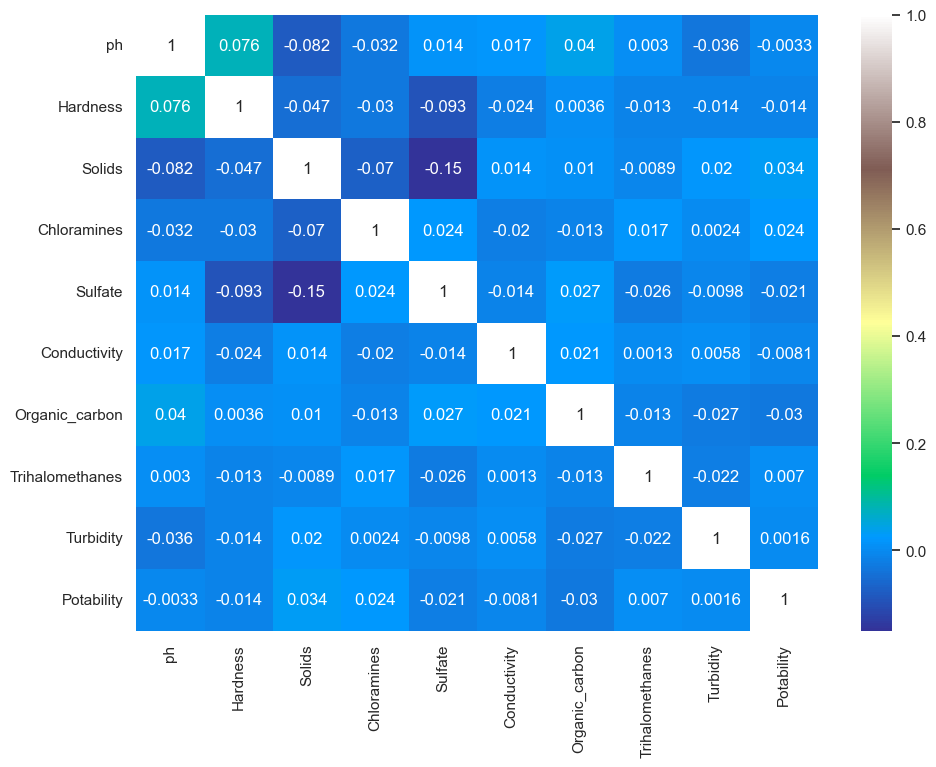 ph 1 0.076 -0.082 -0.032 0.014 0.017 0.04 0.003 -0.036 -0.0033
Hardness 0.076 1 -0.047 -0.03 -0.093 -0.024 0.0036 -0.013 -0.014 -0.014
Solids -0.082 -0.047 1 -0.07 -0.15 0.014 0.01 -0.0089 0.02 0.034
Chloramines -0.032 -0.03 -0.07 1 0.024 -0.02 -0.013 0.017 0.0024 0.024
Sulfate 0.014 -0.093 -0.15 0.024 1 -0.014 0.027 -0.026 -0.0098 -0.021
Conductivity 0.017 -0.024 0.014 -0.02 -0.014 1 0.021 0.0013 0.0058 -0.0081
Organic_carbon 0.04 0.0036 0.01 -0.013 0.027 0.021 1 -0.013 -0.027 -0.03
Trihalomethanes 0.003 -0.013 -0.0089 0.017 -0.026 0.0013 -0.013 1 -0.022 0.007
Turbidity -0.036 -0.014 0.02 0.0024 -0.0098 0.0058 -0.027 -0.022 1 0.0016
Potability -0.0033 -0.014 0.034 0.024 -0.021 -0.0081 -0.03 0.007 0.0016 1
ph
Hardness
Solids
Chloramines
Sulfate
Conductivity
Organic_carbon
Trihalomethanes
Turbidity
Potability
1.0
0.8
0.6
0.4
0.2
0.0